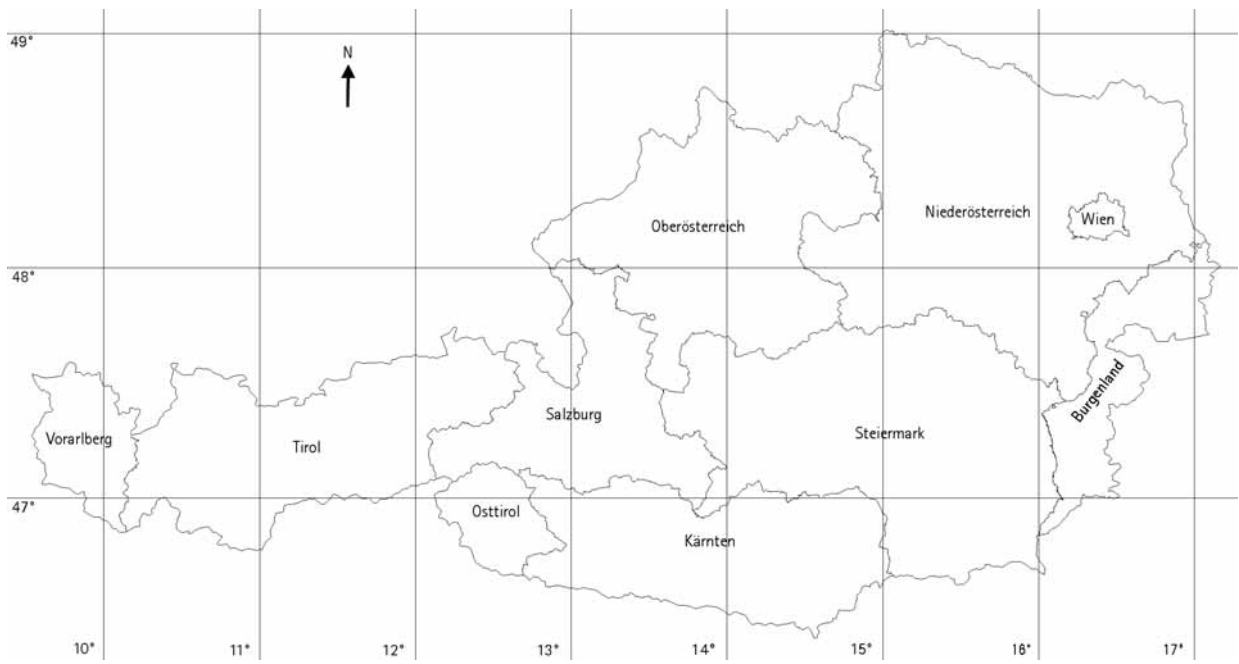 49°
N
Niederösterreich
Wien
Oberösterreich
48°
Burgenland
Salzburg
Steiermark
Vorarlberg
Tirol
47°
Osttirol
Kärnten
10°
11°
12°
13°
14°
15°
16°
17°